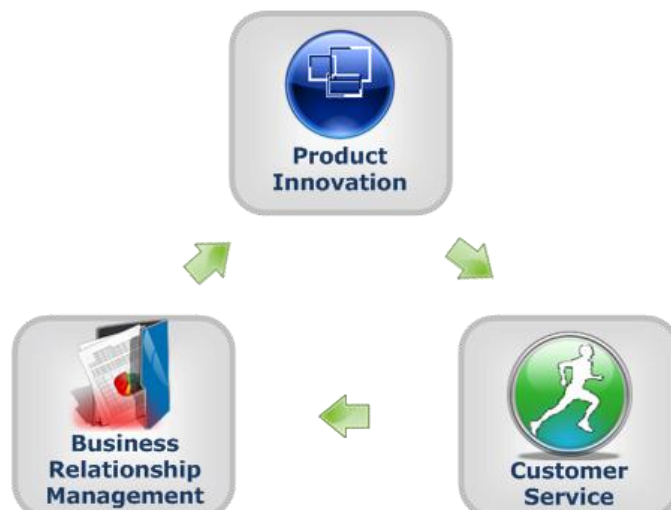 Product
Innovation
Business
Relationship
Management
Customer
Service